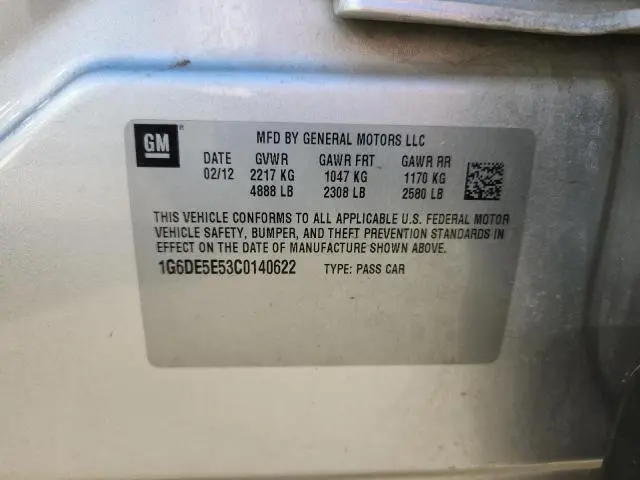 GM MFD BY GENERAL MOTORS LLC
DATE GVWR GAWR FRT GAWR RR
02/12 2217 KG 1047 KG 1170 KG
4888 LB 2308 LB 2580 LB
THIS VEHICLE CONFORMS TO ALL APPLICABLE U.S. FEDERAL MOTOR
VEHICLE SAFETY, BUMPER, AND THEFT PREVENTION STANDARDS IN
EFFECT ON THE DATE OF MANUFACTURE SHOWN ABOVE.
1G6DE5E53C0140622 TYPE: PASS CAR